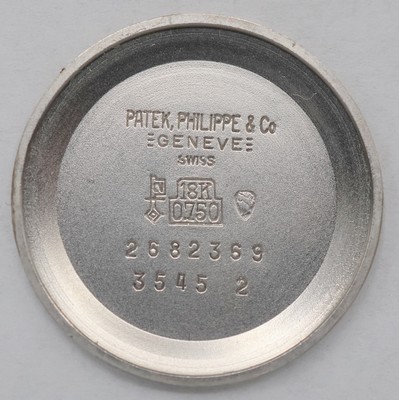 PATEK, PHILIPPE & Co
GENEVE
SWISS
18K
0.750
2682369
3545 2